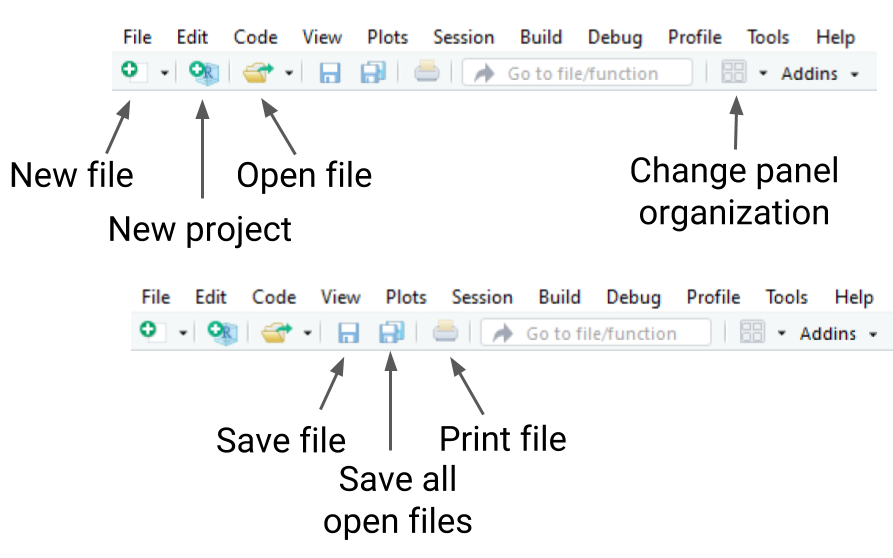 File Edit Code View Plots Session Build Debug Profile Tools Help
R Go to file/function Addins
New file
Open file
New project
Change panel
organization
File Edit Code View Plots Session Build Debug Profile Tools Help
R Go to file/function Addins
Save file
Print file
Save all
open files